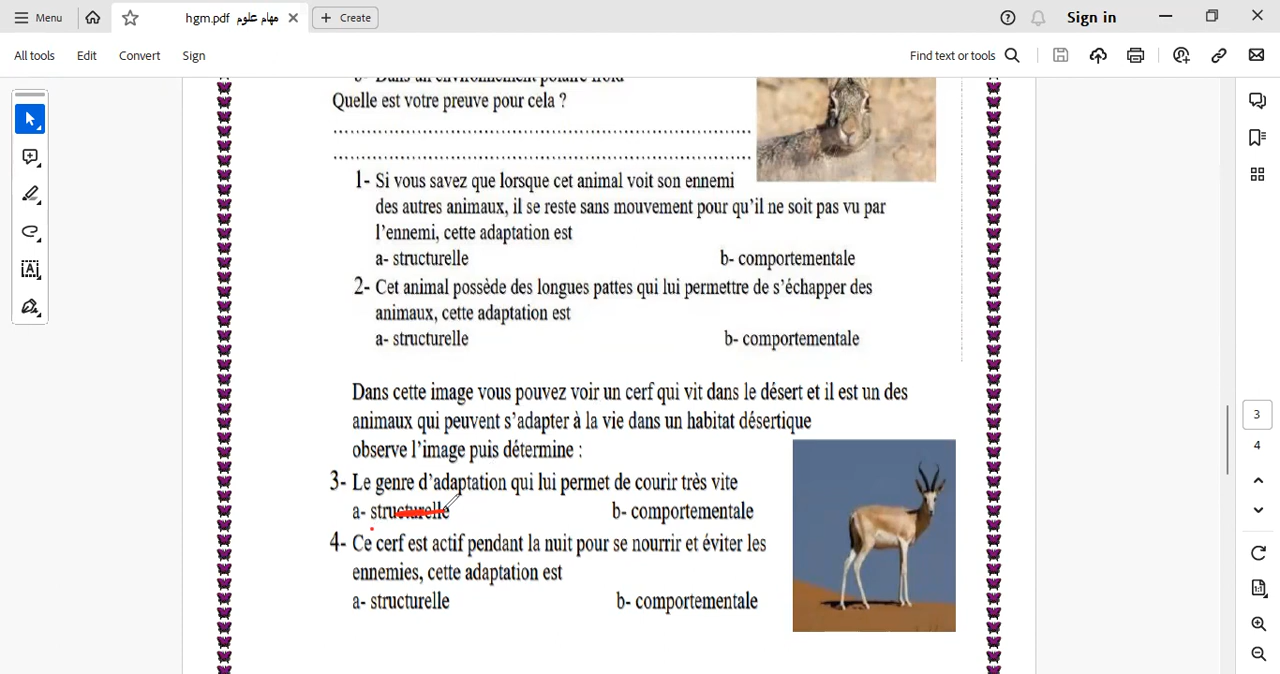 Menu
hgm.pdf مهام علوم
Create
Sign in
All tools
Edit
Convert
Sign
Find text or tools
b- Dans un environnement polaire froid
Quelle est votre preuve pour cela ?
1- Si vous savez que lorsque cet animal voit son ennemi
des autres animaux, il se reste sans mouvement pour qu’il ne soit pas vu par
l’ennemi, cette adaptation est
a- structurelle b- comportementale
2- Cet animal possède des longues pattes qui lui permettre de s’échapper des
animaux, cette adaptation est
a- structurelle b- comportementale
Dans cette image vous pouvez voir un cerf qui vit dans le désert et il est un des
animaux qui peuvent s’adapter à la vie dans un habitat désertique
observe l’image puis détermine :
3- Le genre d’adaptation qui lui permet de courir très vite
a- structurelle b- comportementale
4- Ce cerf est actif pendant la nuit pour se nourrir et éviter les
ennemies, cette adaptation est
a- structurelle b- comportementale
3
4